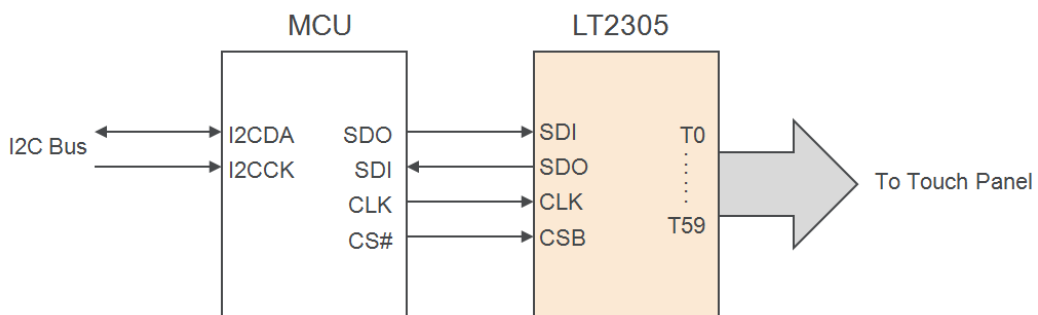 MCU
LT2305
I2C Bus
I2CDA
I2CCK
SDO
SDI
CLK
CS#
SDI
SDO
CLK
CSB
T0
T59
To Touch Panel